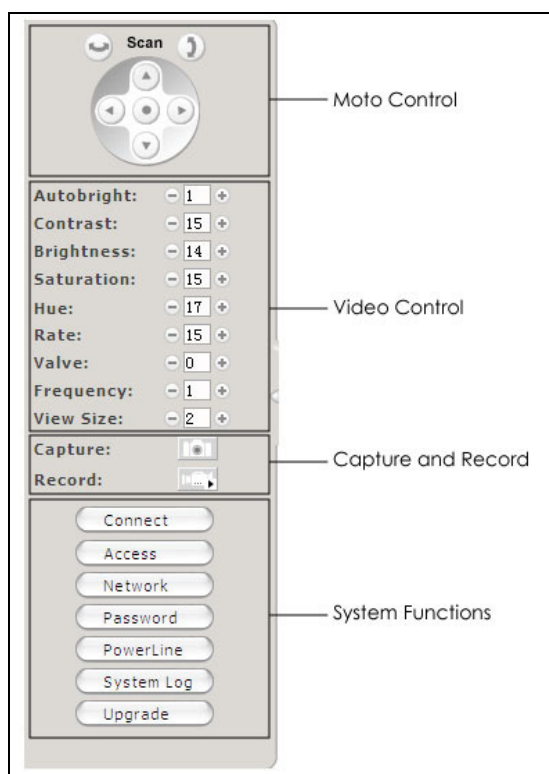 Scan
Moto Control
Autobright: 1
Contrast: 15
Brightness: 14
Saturation: 15
Hue: 17
Video Control
Rate: 15
Valve: 0
Frequency: 1
View Size: 2
Capture:
Capture and Record
Record: ...
Connect
Access
Network
Password
System Functions
PowerLine
System Log
Upgrade